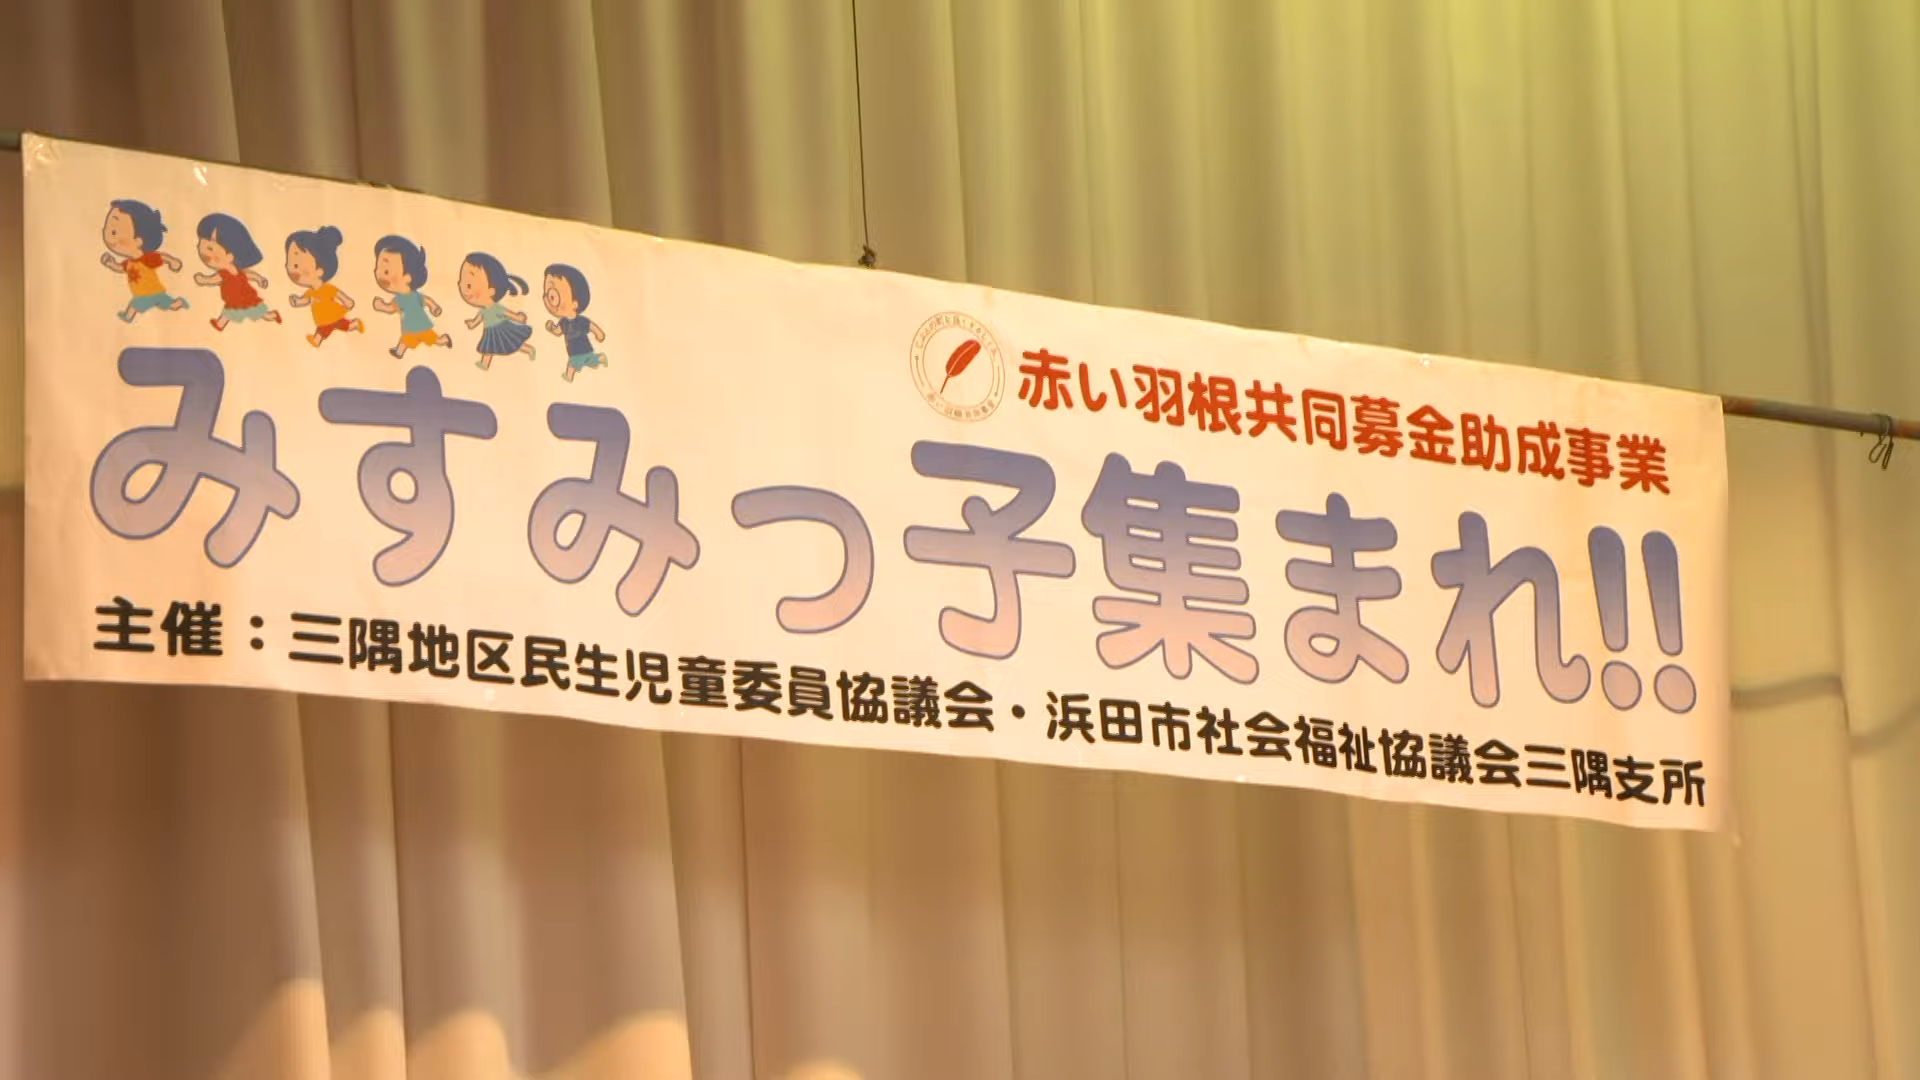 赤い羽根共同募金助成事業
みすみっ子集まれ!!
主催：三隅地区民生児童委員協議会・浜田市社会福祉協議会三隅支所